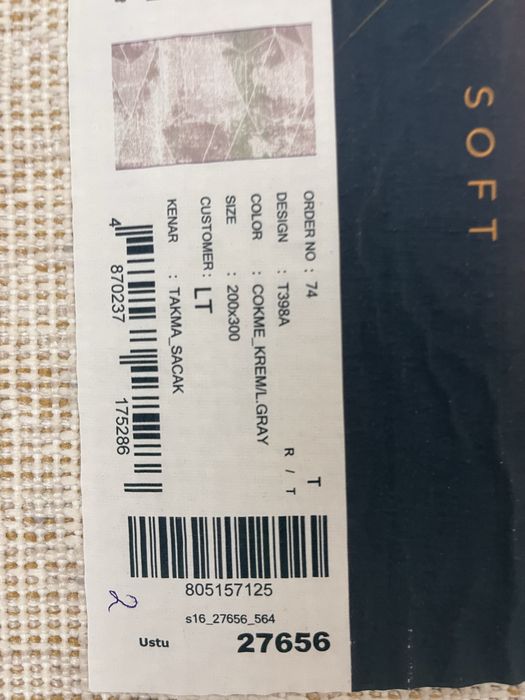 SOFT
ORDER NO : 74
T
DESIGN : T398A
R / T
COLOR : COKME_KREM/L.GRAY
SIZE : 200x300
CUSTOMER : LT
KENAR : TAKMA_SACAK
4 870237 175286
805157125
s16_27656_564
Ustu 27656
2